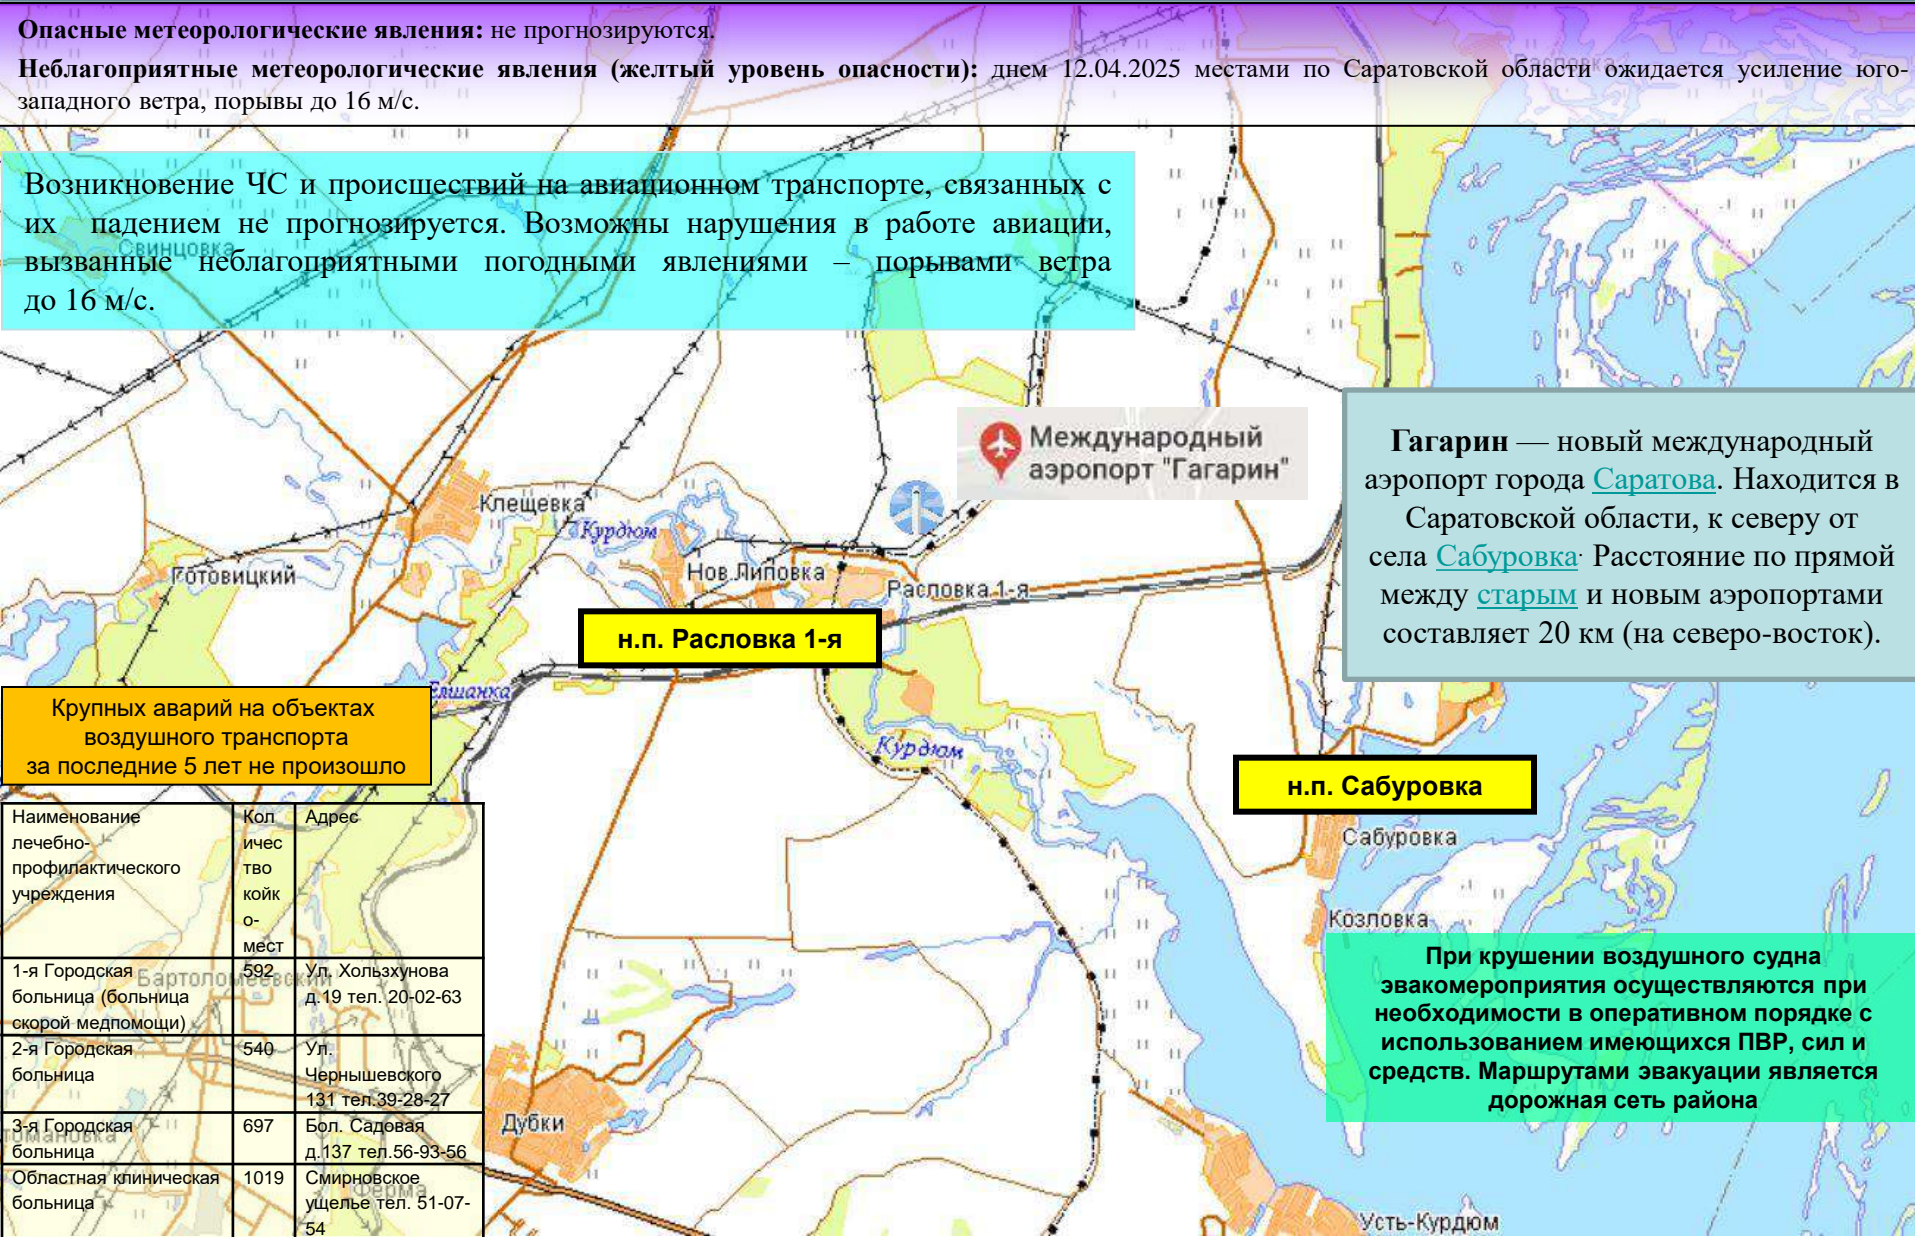 Опасные метеорологические явления: не прогнозируются.
Неблагоприятные метеорологические явления (желтый уровень опасности): днем 12.04.2025 местами по Саратовской области ожидается усиление юго-
западного ветра, порывы до 16 м/с.
Возникновение ЧС и происшествий на авиационном транспорте, связанных с
их падением не прогнозируется. Возможны нарушения в работе авиации,
вызванные неблагоприятными погодными явлениями – порывами ветра
до 16 м/с.
Свинцовка
Международный
аэропорт "Гагарин"
Гагарин — новый международный
аэропорт города Саратова. Находится в
Саратовской области, к северу от
села Сабуровка. Расстояние по прямой
между старым и новым аэропортами
составляет 20 км (на северо-восток).
Клещевка
Курдюм
Готовицкий
Нов.Липовка
Расловка 1-я
н.п. Расловка 1-я
Елшанка
Крупных аварий на объектах
воздушного транспорта
за последние 5 лет не произошло
Курдюм
н.п. Сабуровка
Сабуровка
Козловка
При крушении воздушного судна
эвакомероприятия осуществляются при
необходимости в оперативном порядке с
использованием имеющихся ПВР, сил и
средств. Маршрутами эвакуации является
дорожная сеть района
Наименование
лечебно-
профилактического
учреждения
Кол
ичес
тво
койк
о-
мест
Адрес
1-я Городская
больница (больница
скорой медпомощи)
592
Ул. Хользхунова
д.19 тел. 20-02-63
Бартоломеевский
2-я Городская
больница
540
Ул.
Чернышевского
131 тел.39-28-27
3-я Городская
больница
697
Бол. Садовая
д.137 тел.56-93-56
Областная клиническая
больница
1019
Смирновское
ущелье тел. 51-07-
54
Ферма
Дубки
Усть-Курдюм